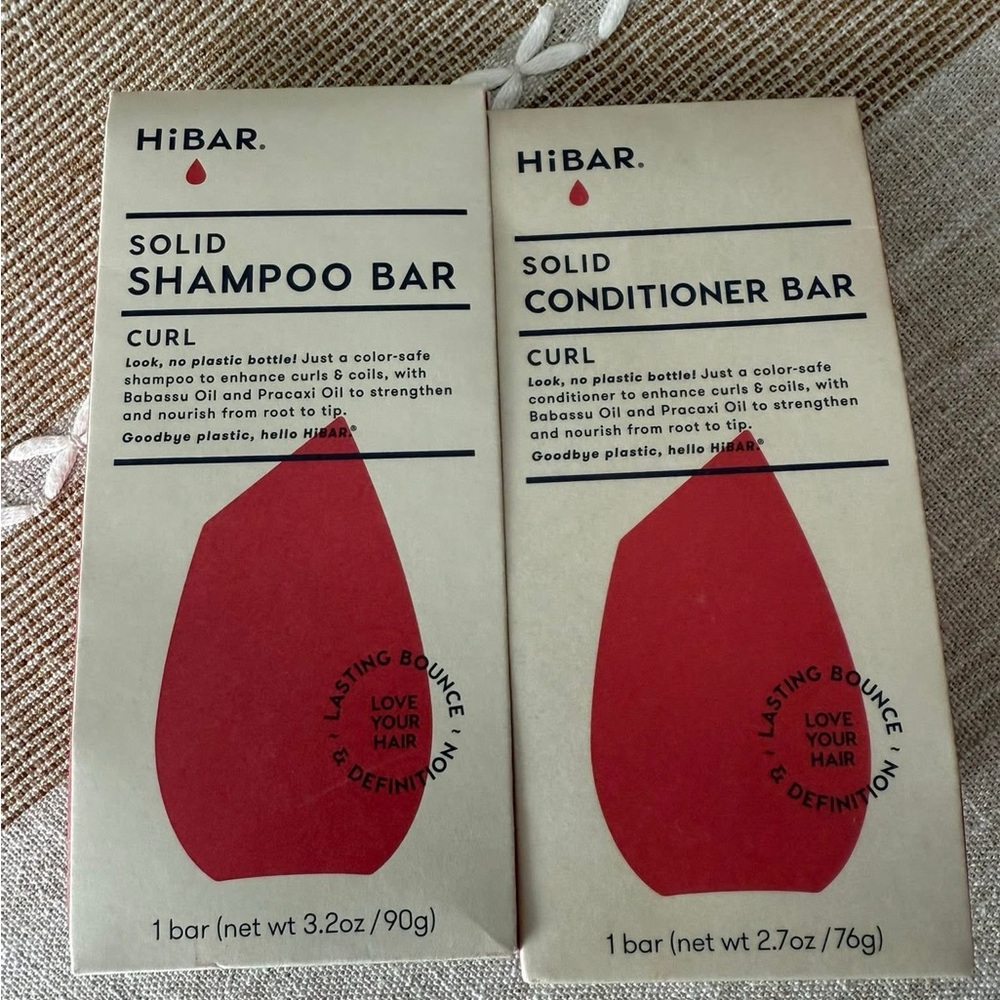 HiBAR®
SOLID
SHAMPOO BAR
CURL
Look, no plastic bottle! Just a color-safe
shampoo to enhance curls & coils, with
Babassu Oil and Pracaxi Oil to strengthen
and nourish from root to tip.
Goodbye plastic, hello HiBAR.®
~ LASTING BOUNCE ~ & DEFINITION
LOVE
YOUR
HAIR
1 bar (net wt 3.2oz / 90g)
HiBAR®
SOLID
CONDITIONER BAR
CURL
Look, no plastic bottle! Just a color-safe
conditioner to enhance curls & coils, with
Babassu Oil and Pracaxi Oil to strengthen
and nourish from root to tip.
Goodbye plastic, hello HiBAR.®
~ LASTING BOUNCE ~ & DEFINITION
LOVE
YOUR
HAIR
1 bar (net wt 2.7oz / 76g)